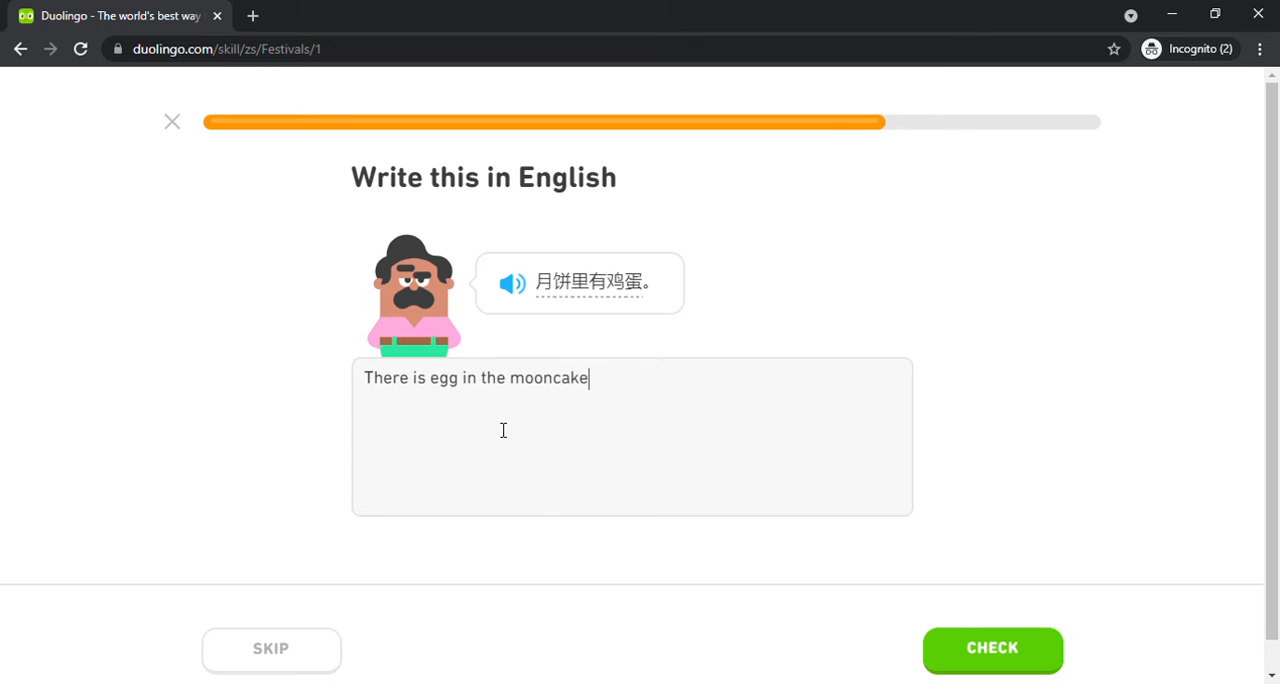 Duolingo - The world's best way
duolingo.com/skill/zs/Festivals/1
Incognito (2)
Write this in English
月饼里有鸡蛋。
There is egg in the mooncake
SKIP
CHECK